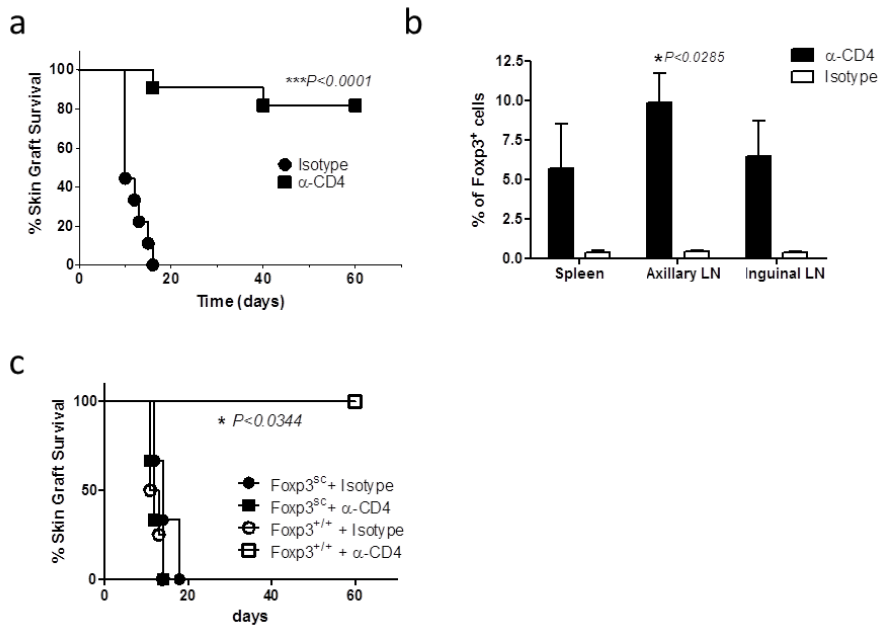 a
% Skin Graft Survival
100
80
60
40
20
0
***P<0.0001
Isotype
α-CD4
0
20
40
60
Time (days)
b
% of Foxp3+ cells
12.5
10.0
7.5
5.0
2.5
0.0
*P<0.0285
α-CD4
Isotype
Spleen
Axillary LN
Inguinal LN
c
% Skin Graft Survival
100
50
0
* P<0.0344
Foxp3sc+ Isotype
Foxp3sc+ α-CD4
Foxp3+/+ + Isotype
Foxp3+/+ + α-CD4
0
20
40
60
days